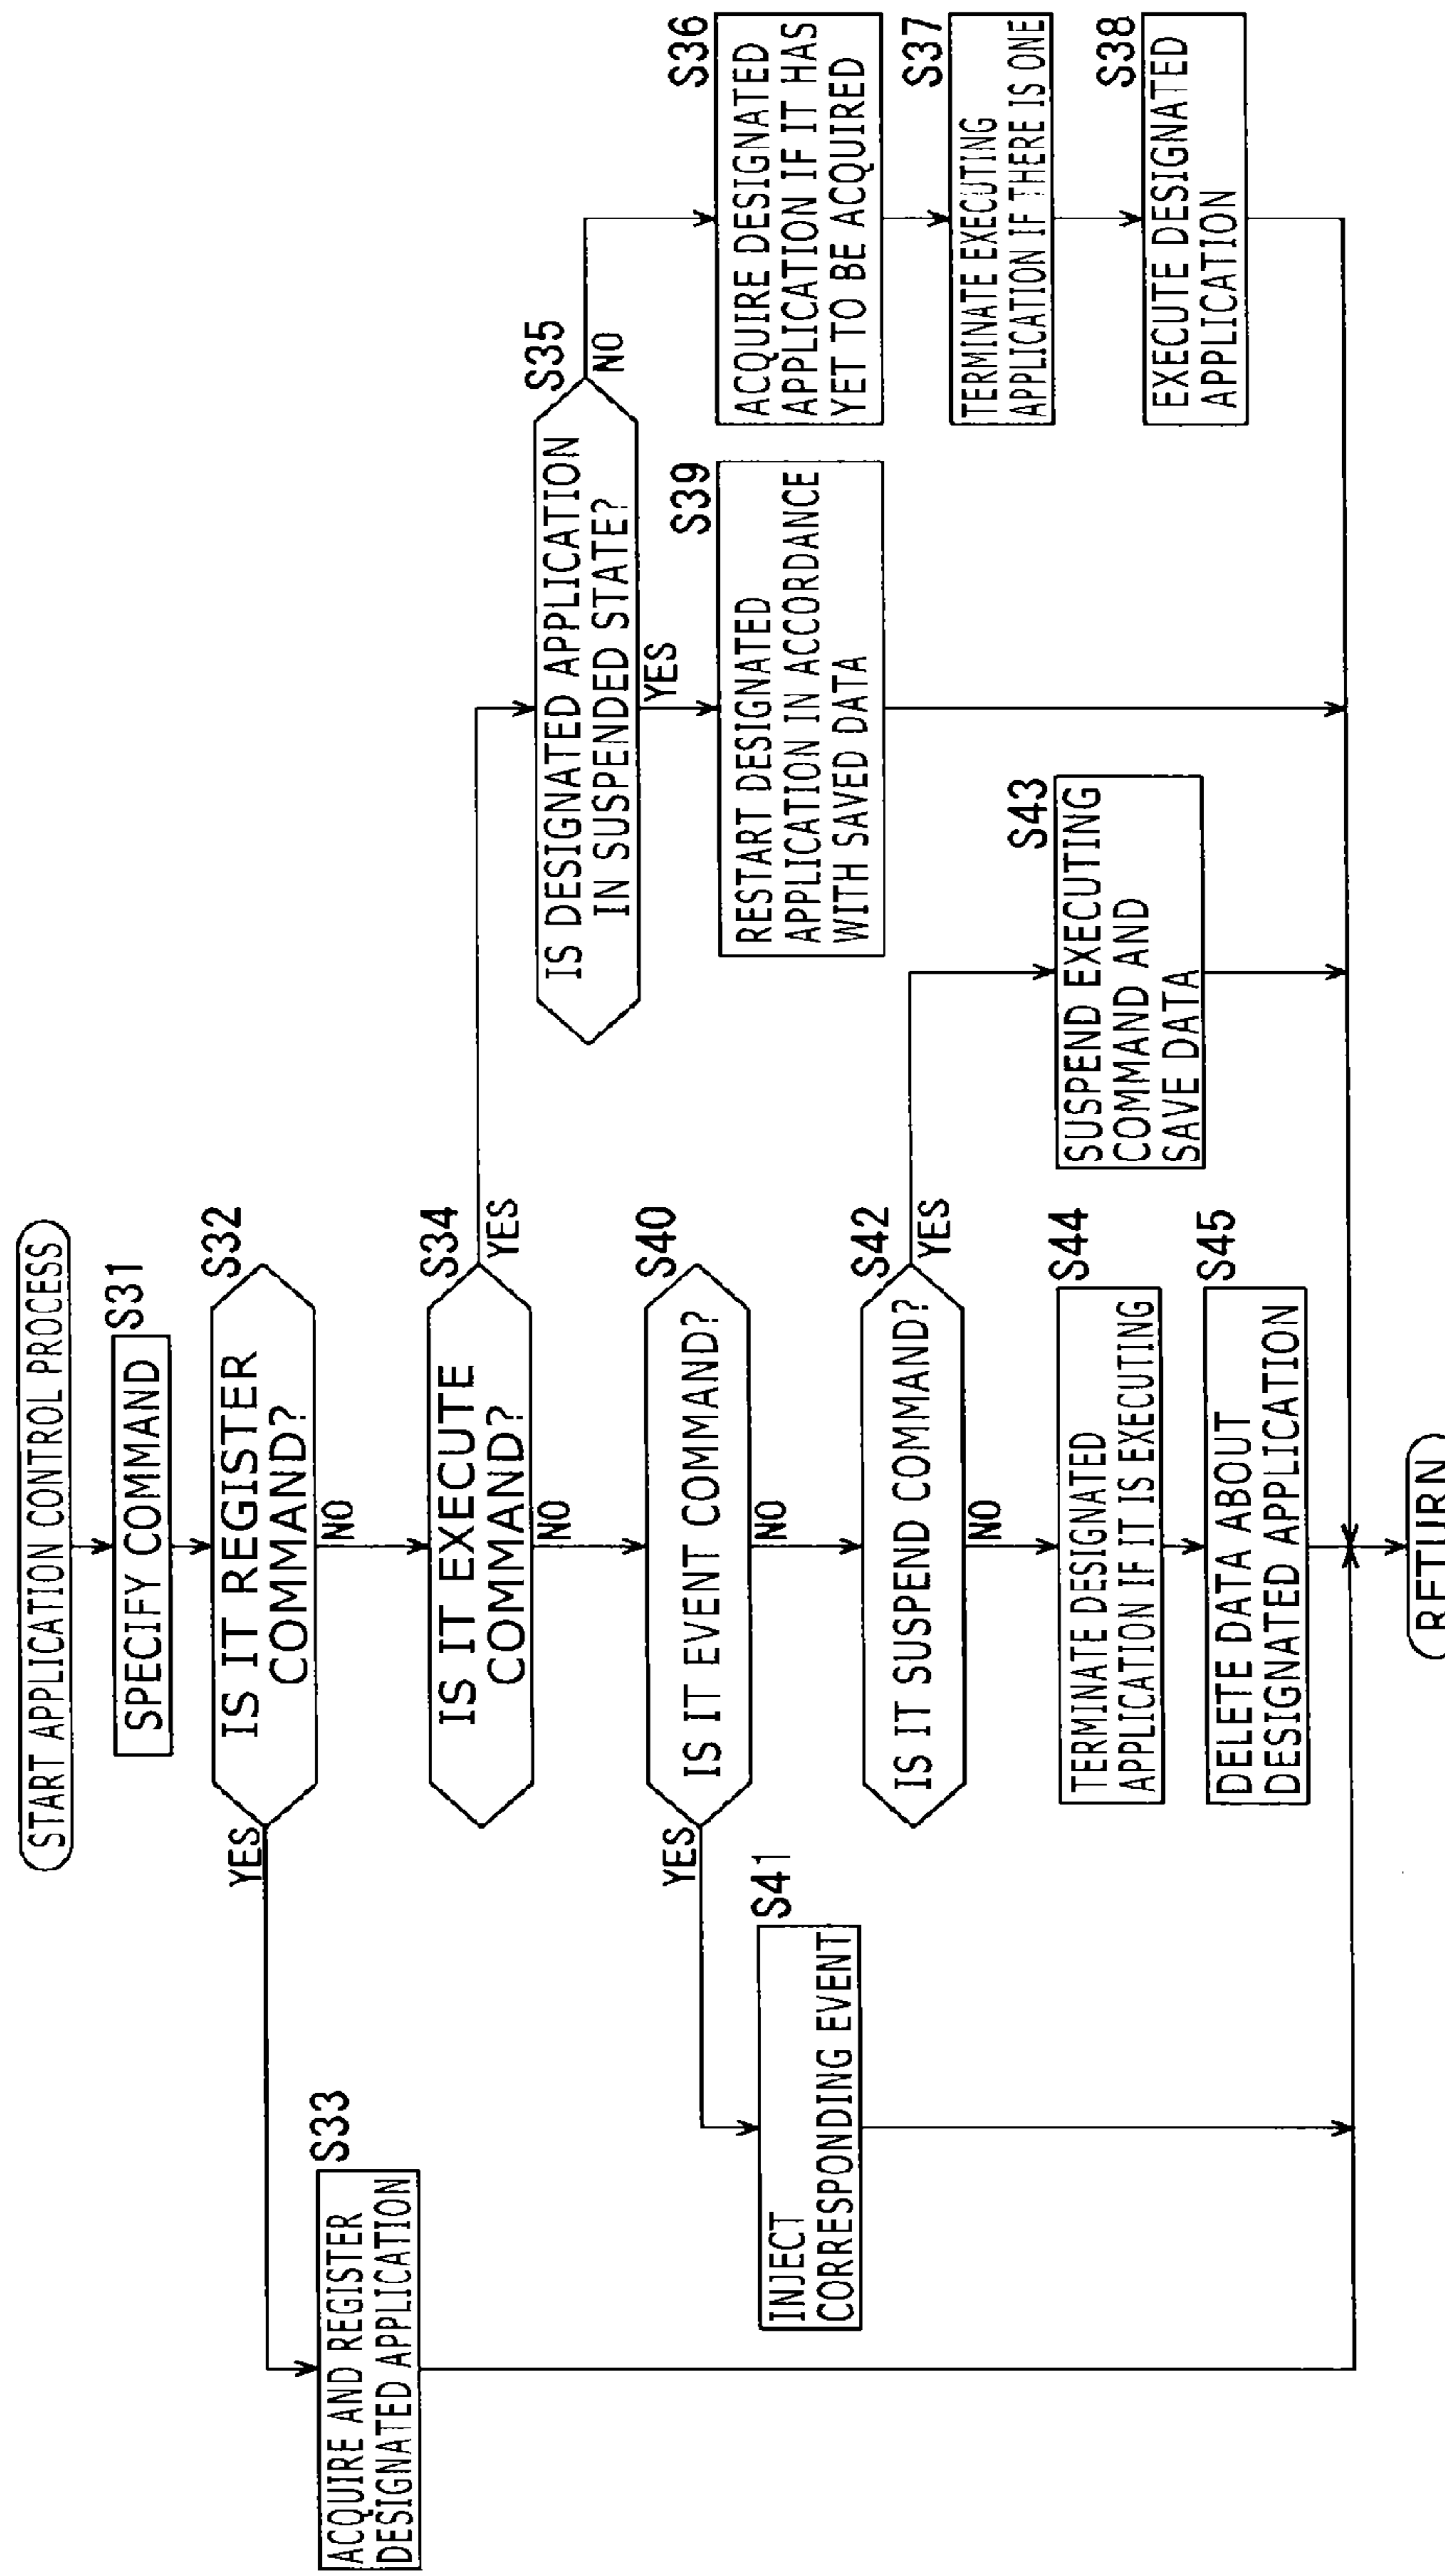 START APPLICATION CONTROL PROCESS
S31
SPECIFY COMMAND
S32
IS IT REGISTER
COMMAND?
YES
NO
S33
ACQUIRE AND REGISTER
DESIGNATED APPLICATION
S34
IS IT EXECUTE
COMMAND?
YES
NO
S35
IS DESIGNATED APPLICATION
IN SUSPENDED STATE?
NO
YES
S36
ACQUIRE DESIGNATED
APPLICATION IF IT HAS
YET TO BE ACQUIRED
S37
TERMINATE EXECUTING
APPLICATION IF THERE IS ONE
S38
EXECUTE DESIGNATED
APPLICATION
S39
RESTART DESIGNATED
APPLICATION IN ACCORDANCE
WITH SAVED DATA
S40
IS IT EVENT COMMAND?
YES
NO
S41
INJECT
CORRESPONDING EVENT
S42
IS IT SUSPEND COMMAND?
YES
NO
S43
SUSPEND EXECUTING
COMMAND AND
SAVE DATA
S44
TERMINATE DESIGNATED
APPLICATION IF IT IS EXECUTING
S45
DELETE DATA ABOUT
DESIGNATED APPLICATION
RETURN